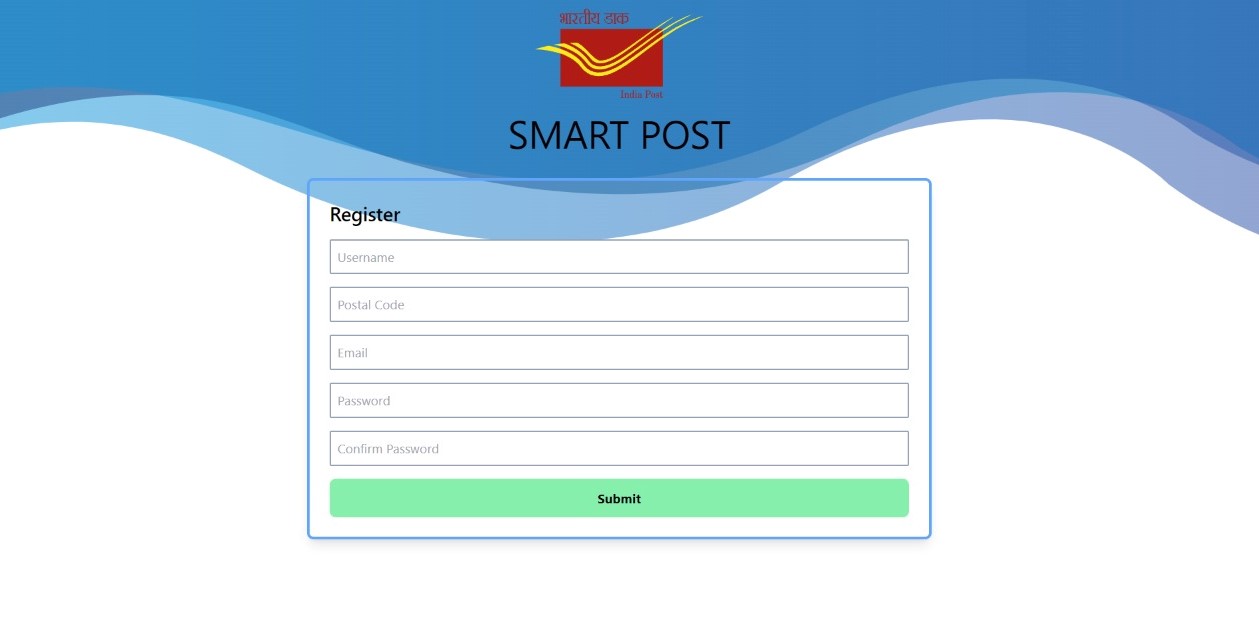 भारतीय डाक
India Post
SMART POST
Register
Username
Postal Code
Email
Password
Confirm Password
Submit